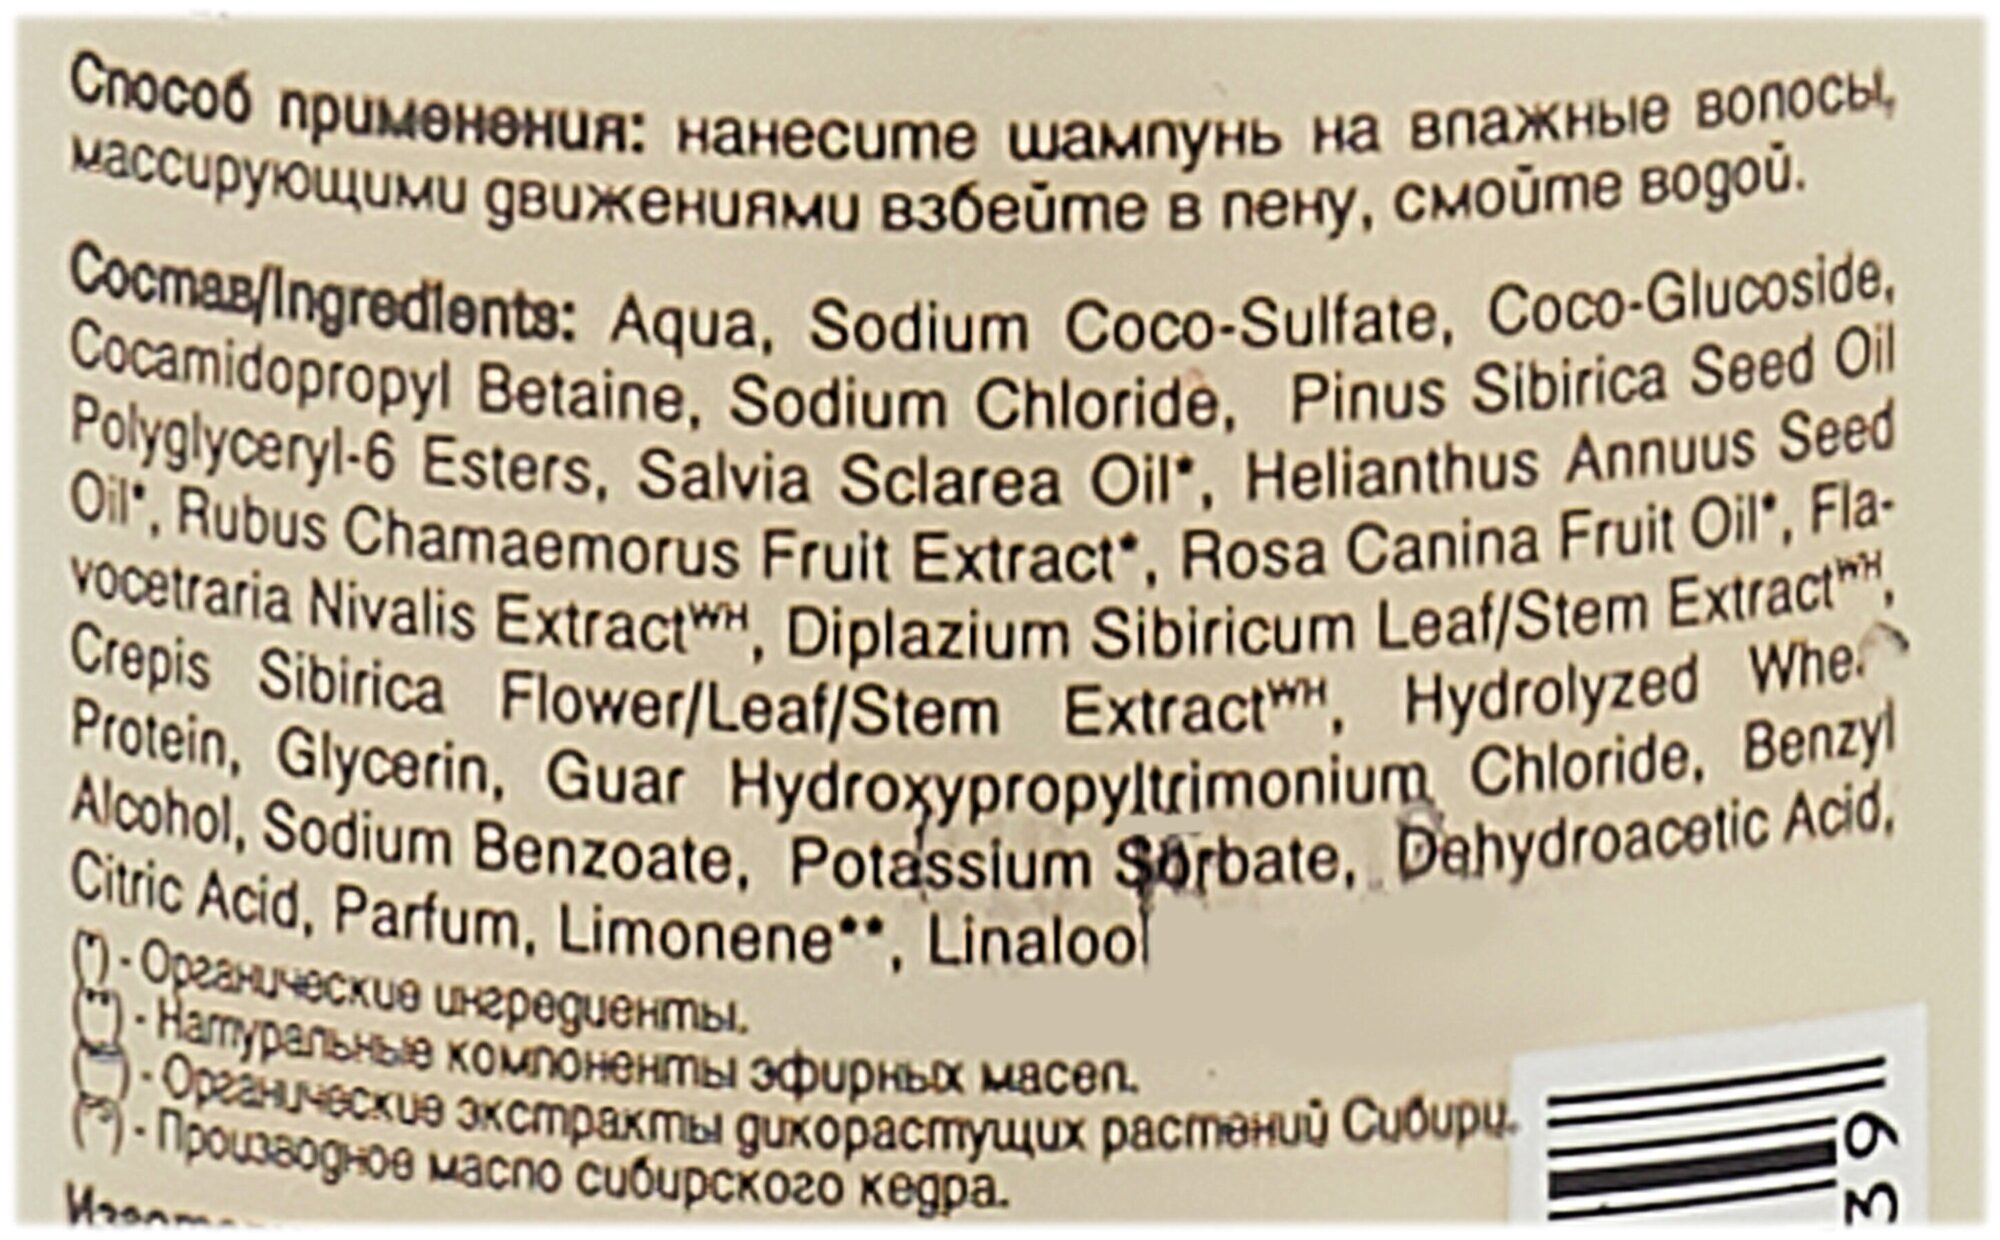 Способ применения: нанесите шампунь на влажные волосы,
массирующими движениями взбейте в пену, смойте водой.
Состав/Ingredients: Aqua, Sodium Coco-Sulfate, Coco-Glucoside,
Cocamidopropyl Betaine, Sodium Chloride, Pinus Sibirica Seed Oil
Polyglyceryl-6 Esters, Salvia Sclarea Oil*, Helianthus Annuus Seed
Oil*, Rubus Chamaemorus Fruit Extract*, Rosa Canina Fruit Oil*, Fla-
vocetraria Nivalis Extractᵂᴴ, Diplazium Sibiricum Leaf/Stem Extractᵂᴴ,
Crepis Sibirica Flower/Leaf/Stem Extractᵂᴴ, Hydrolyzed
Protein, Glycerin, Guar Hydroxypropyltrimonium Chloride, Benzyl
Alcohol, Sodium Benzoate, Potassium Sorbate, Dehydroacetic Acid,
Citric Acid, Parfum, Limonene**, Linalool
(*) - Органические ингредиенты.
(**) - Натуральные компоненты эфирных масел.
- Органические экстракты дикорастущих растений Сибири.
- Производное масло сибирского кедра.
39